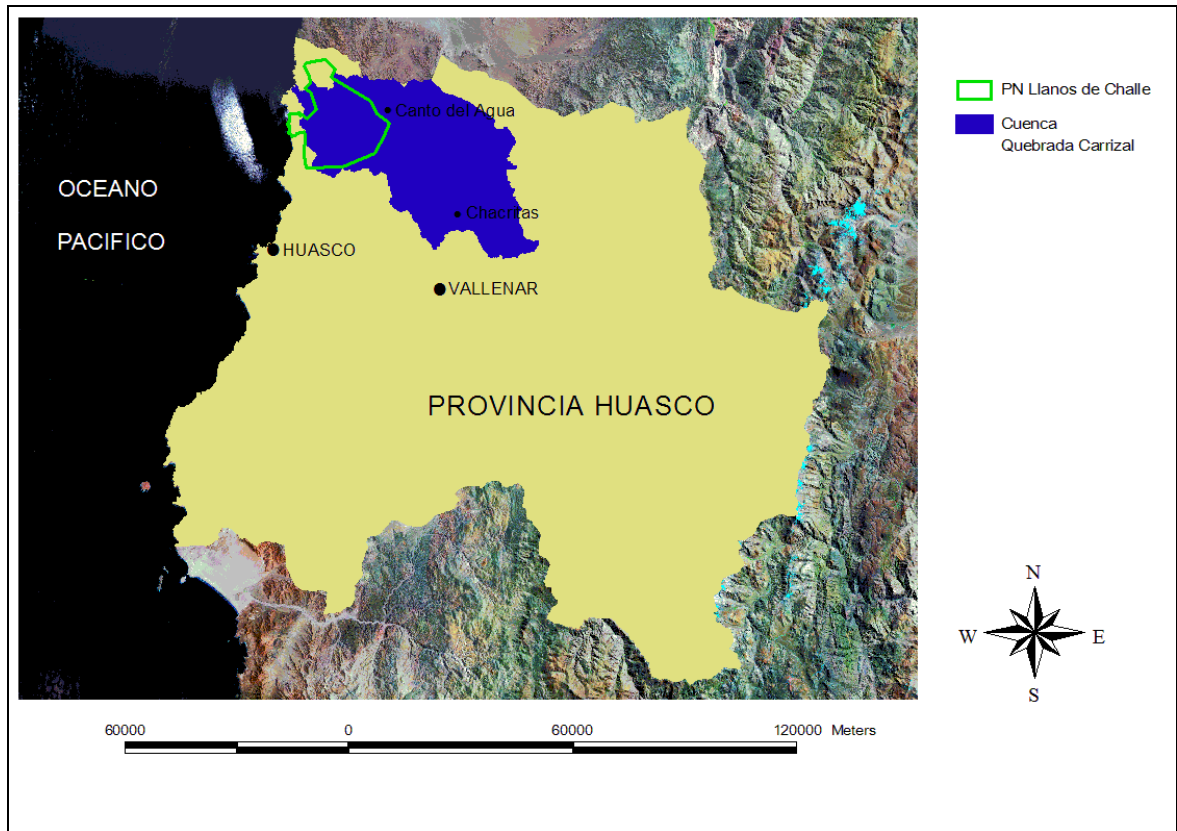 PN Llanos de Challe
Cuenca
Quebrada Carrizal
Canto del Agua
OCEANO
PACIFICO
Chacritas
HUASCO
VALLENAR
PROVINCIA HUASCO
N
W
E
S
60000 0 60000 120000 Meters